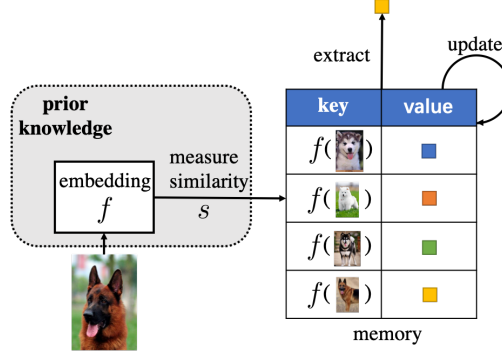 extract
update
prior
knowledge
key
value
measure
similarity
s
embedding
f
f( )
f( )
f( )
f( )
memory